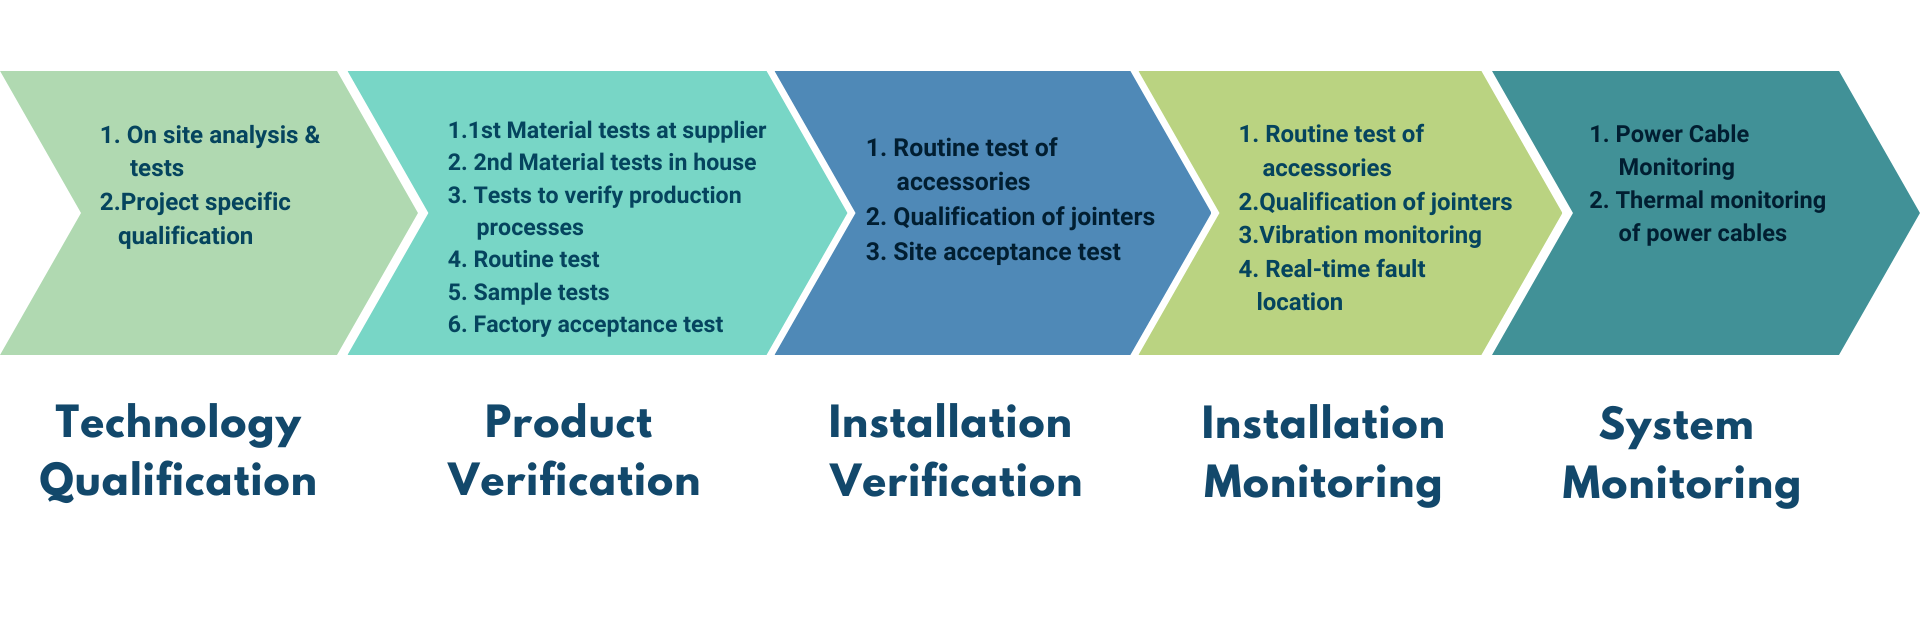 1. On site analysis &
tests
2.Project specific
qualification
1.1st Material tests at supplier
2. 2nd Material tests in house
3. Tests to verify production
processes
4. Routine test
5. Sample tests
6. Factory acceptance test
1. Routine test of
accessories
2. Qualification of jointers
3. Site acceptance test
1. Routine test of
accessories
2.Qualification of jointers
3.Vibration monitoring
4. Real-time fault
location
1. Power Cable
Monitoring
2. Thermal monitoring
of power cables
Technology
Qualification
Product
Verification
Installation
Verification
Installation
Monitoring
System
Monitoring